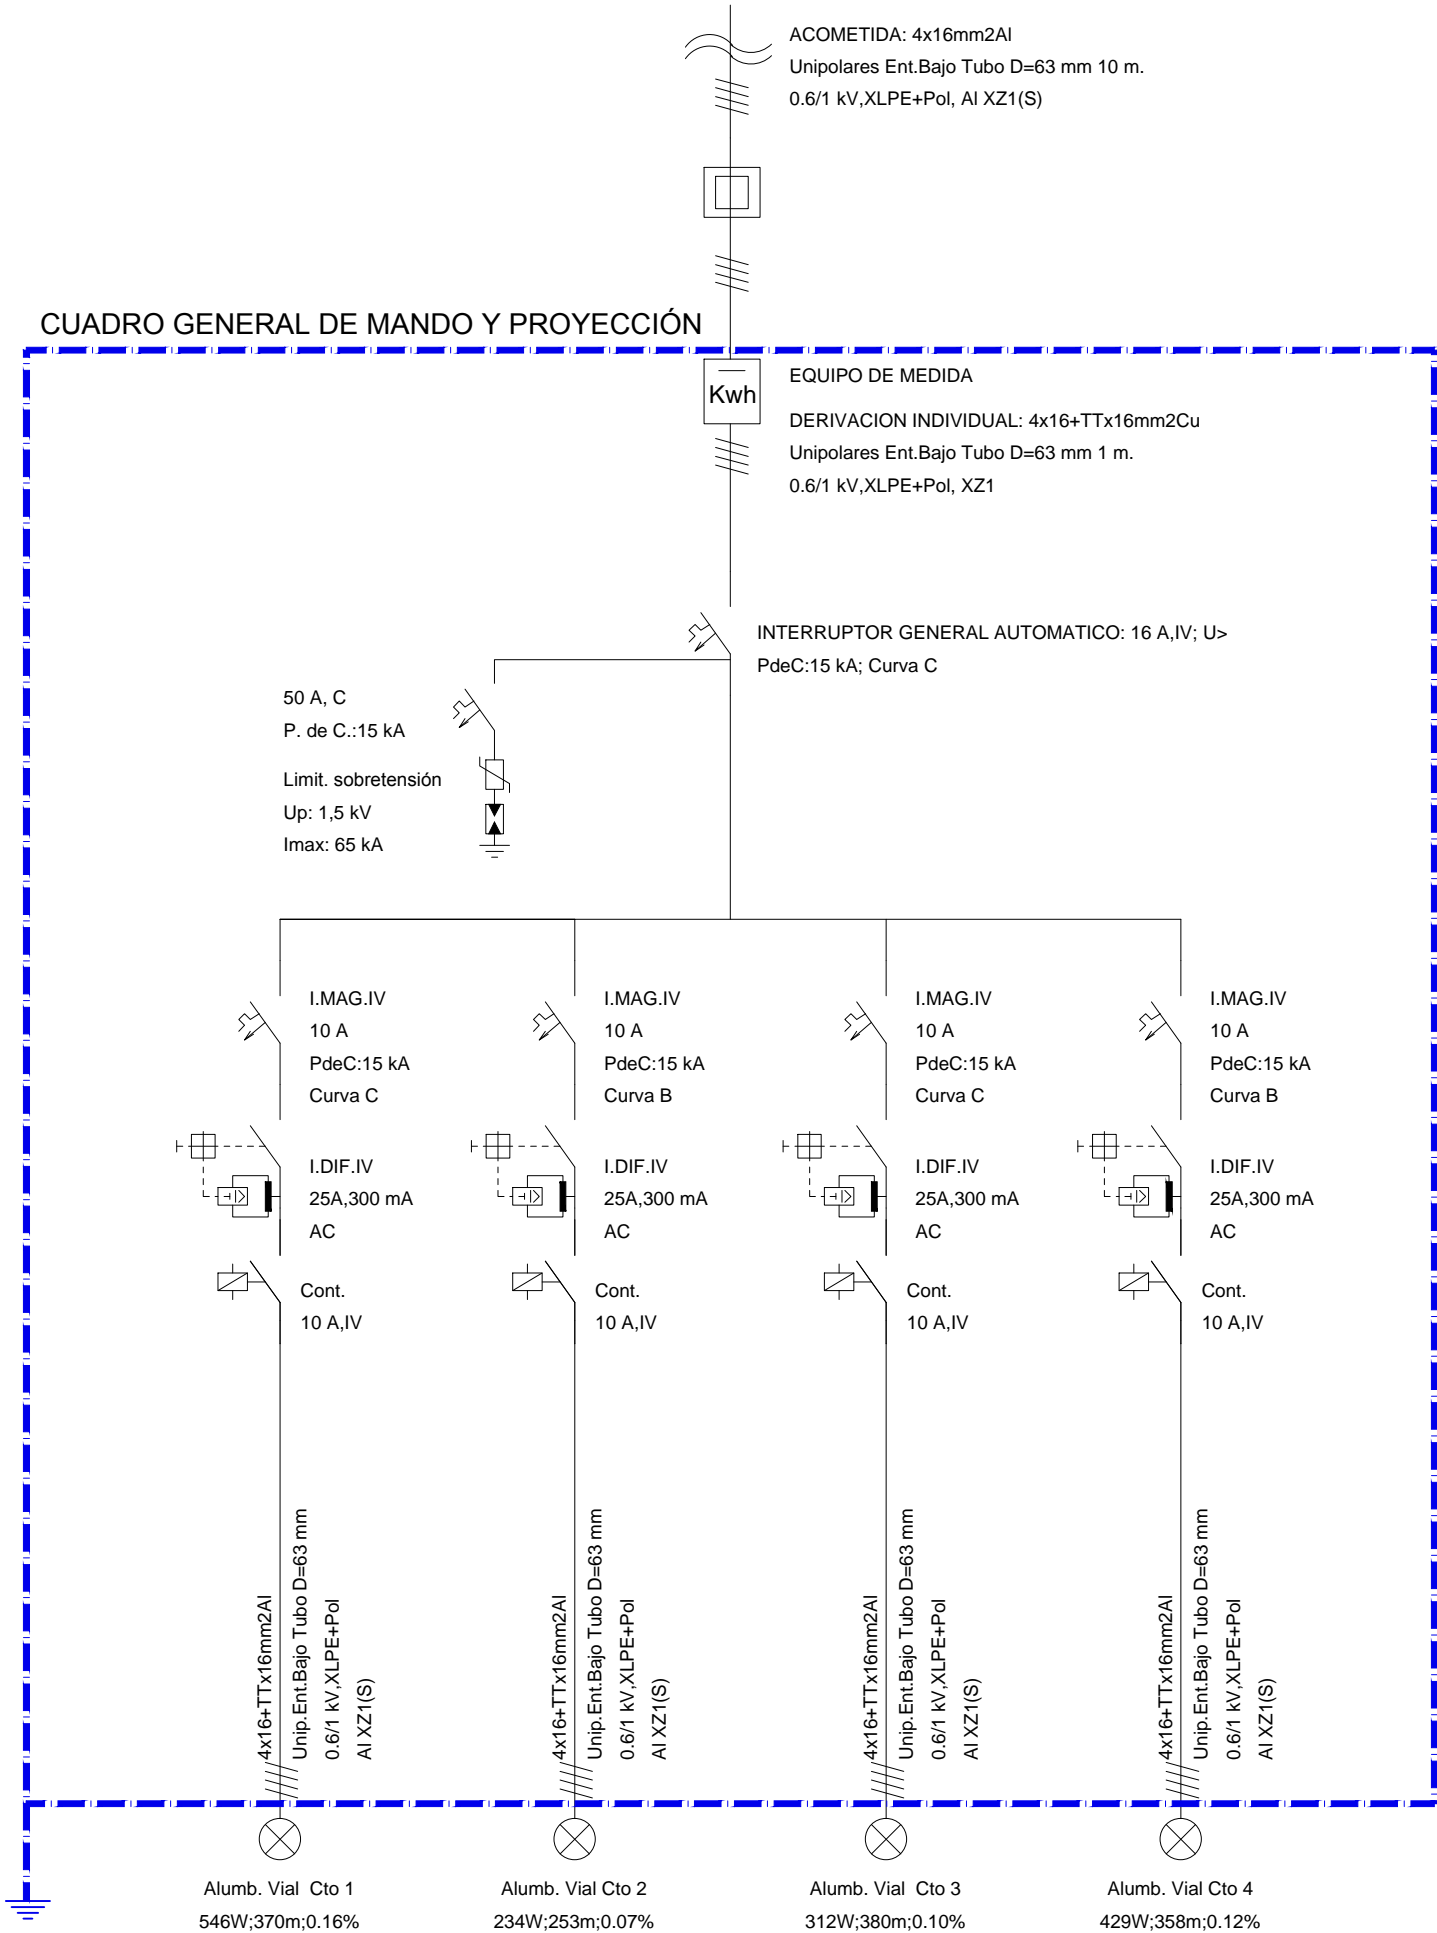 ACOMETIDA: 4x16mm2Al
Unipolares Ent.Bajo Tubo D=63 mm 10 m.
0.6/1 kV,XLPE+Pol, Al XZ1(S)
CUADRO GENERAL DE MANDO Y PROYECCIÓN
Kwh
EQUIPO DE MEDIDA
DERIVACION INDIVIDUAL: 4x16+TTx16mm2Cu
Unipolares Ent.Bajo Tubo D=63 mm 1 m.
0.6/1 kV,XLPE+Pol, XZ1
INTERRUPTOR GENERAL AUTOMATICO: 16 A,IV; U>
PdeC:15 kA; Curva C
50 A, C
P. de C.:15 kA
Limit. sobretensión
Up: 1,5 kV
Imax: 65 kA
I.MAG.IV
10 A
PdeC:15 kA
Curva C
I.DIF.IV
25A,300 mA
AC
Cont.
10 A,IV
4x16+TTx16mm2Al
Unip.Ent.Bajo Tubo D=63 mm
0.6/1 kV,XLPE+Pol
Al XZ1(S)
Alumb. Vial Cto 1
546W;370m;0.16%
I.MAG.IV
10 A
PdeC:15 kA
Curva B
I.DIF.IV
25A,300 mA
AC
Cont.
10 A,IV
4x16+TTx16mm2Al
Unip.Ent.Bajo Tubo D=63 mm
0.6/1 kV,XLPE+Pol
Al XZ1(S)
Alumb. Vial Cto 2
234W;253m;0.07%
I.MAG.IV
10 A
PdeC:15 kA
Curva C
I.DIF.IV
25A,300 mA
AC
Cont.
10 A,IV
4x16+TTx16mm2Al
Unip.Ent.Bajo Tubo D=63 mm
0.6/1 kV,XLPE+Pol
Al XZ1(S)
Alumb. Vial Cto 3
312W;380m;0.10%
I.MAG.IV
10 A
PdeC:15 kA
Curva B
I.DIF.IV
25A,300 mA
AC
Cont.
10 A,IV
4x16+TTx16mm2Al
Unip.Ent.Bajo Tubo D=63 mm
0.6/1 kV,XLPE+Pol
Al XZ1(S)
Alumb. Vial Cto 4
429W;358m;0.12%